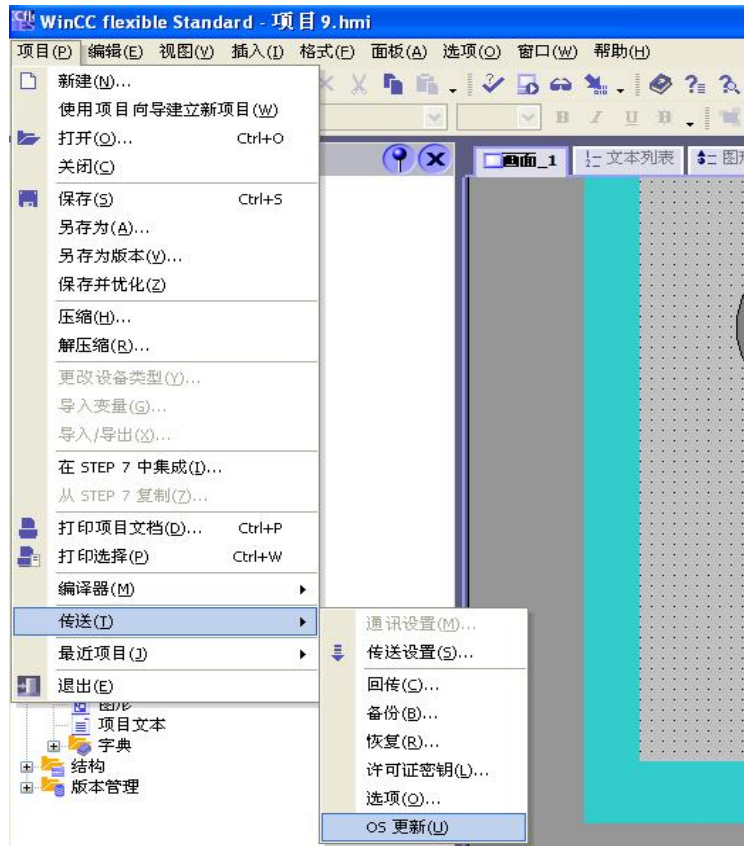 WinCC flexible Standard - 项目9.hmi
项目(P) 编辑(E) 视图(V) 插入(I) 格式(F) 面板(A) 选项(O) 窗口(W) 帮助(H)
新建(N)...
使用项目向导建立新项目(W)
打开(O)... Ctrl+O
关闭(C)
画面_1 文本列表
保存(S) Ctrl+S
另存为(A)...
另存为版本(V)...
保存并优化(Z)
压缩(H)...
解压缩(R)...
更改设备类型(Y)...
导入变量(G)...
导入/导出(X)...
在 STEP 7 中集成(I)...
从 STEP 7 复制(Z)...
打印项目文档(D)... Ctrl+P
打印选择(P) Ctrl+W
编译器(M)
传送(T)
最近项目(J)
退出(E)
通讯设置(M)...
传送设置(S)...
回传(C)...
备份(B)...
恢复(R)...
许可证密钥(L)...
选项(O)...
OS 更新(U)
图形
项目文本
字典
结构
版本管理